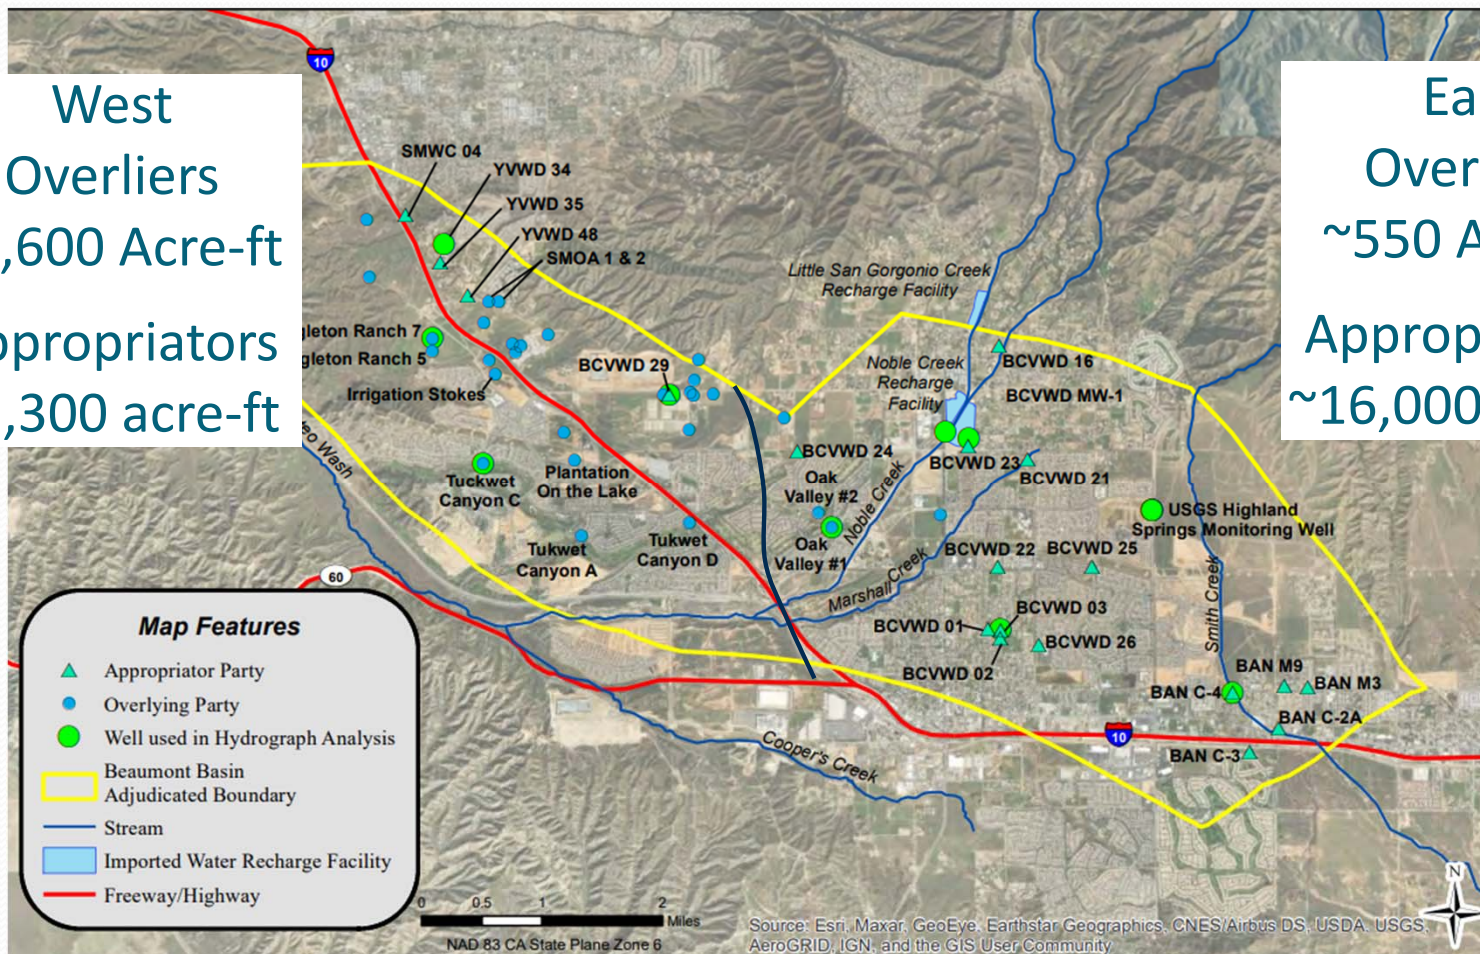 10
West
Overliers
,600 Acre-ft
ppropriators
,300 acre-ft
Ea
Over
~550 A
Approp
~16,000
SMWC 04
YVWD 34
YVWD 35
YVWD 48
SMOA 1 & 2
Little San Gorgonio Creek
Recharge Facility
gleton Ranch 7
gleton Ranch 5
Irrigation Stokes
BCVWD 29
Noble Creek
Recharge
Facility
BCVWD 16
BCVWD MW-1
eo Wash
Tuckwet
Canyon C
Plantation
On the Lake
BCVWD 24
Oak
Valley #2
Noble Creek
BCVWD 23
BCVWD 21
USGS Highland
Springs Monitoring Well
Tukwet
Canyon A
Tukwet
Canyon D
Oak
Valley #1
Marshall Creek
BCVWD 22
BCVWD 25
Smith Creek
60
BCVWD 01
BCVWD 03
BCVWD 26
BCVWD 02
BAN M9
BAN C-4
BAN M3
BAN C-2A
10
BAN C-3
Cooper's Creek
Map Features
Appropriator Party
Overlying Party
Well used in Hydrograph Analysis
Beaumont Basin
Adjudicated Boundary
Stream
Imported Water Recharge Facility
Freeway/Highway
0 0.5 1 2
Miles
NAD 83 CA State Plane Zone 6
N
Source: Esri, Maxar, GeoEye, Earthstar Geographics, CNES/Airbus DS, USDA, USGS,
AeroGRID, IGN, and the GIS User Community